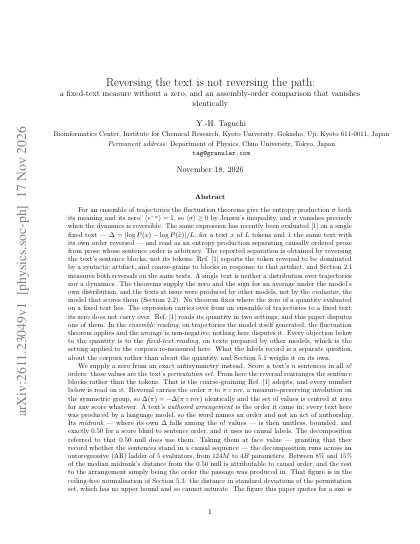 Reversing the text is not reversing the path:
a fixed-text measure without a zero, and an assembly-order comparison that vanishes
identically
Y.-H. Taguchi
Bioinformatics Center, Institute for Chemical Research, Kyoto University, Gokasho, Uji, Kyoto 611-0011, Japan
Permanent address: Department of Physics, Chuo University, Tokyo. Japan
tag@granular.com
November 18, 2026
Abstract
For an ensemble of trajectories the fluctuation theorems give the entropy production σ both
its meaning and its zero: ⟨e^{−σ}⟩ = 1, so ⟨σ⟩ ≥ 0 by Jensen's inequality, and σ vanishes precisely
when the dynamics is reversible. The same expression has recently been evaluated [1] on a single
fixed text — Δ = [log P(x) − log P(x̃)]/L, for a text x of L tokens and x̃ the same text with
its own order reversed — and read as an entropy production separating causally ordered prose
from prose whose sentence order is arbitrary. The reported separation is obtained by reversing
the text's sentence blocks, not its tokens: Ref. [1] reports the token reversal to be dominated
by a syntactic artifact, and coarse-grains to blocks in response to that artifact, and Section 2.1
measures both reversals on the same texts. A single text is neither a distribution over trajectories
nor a dynamics. The theorems supply the zero and the sign for an average under the model's
own distribution, and the texts at issue were produced by other models, not by the evaluator, the
model that scores them (Section 2.2). No theorem fixes the zero of a quantity evaluated
on a fixed text lies. The expression carries over from an ensemble of trajectories to a fixed text;
its zero does not carry over. Ref. [1] reads its quantity in two settings, and this paper disputes
one of them. In the ensemble reading, on trajectories the model itself generated, the fluctuation
theorem applies and the average is non-negative; nothing here disputes it. Every objection below
to the quantity is to the fixed-text reading, on texts prepared by other models, which is the
setting applied to the corpora we measured here. What the labels record is a separate question,
about the corpora rather than about the quantity, and Section 5.1 weighs it on its own.
We supply a zero from an exact antisymmetry instead. Score a text's n sentences in all n!
orders: these values are the text's permutation set. From here the reversal rearranges the sentence
blocks rather than the tokens. That is the coarse-graining Ref. [1] adopts, and every number
below is read on it. Reversal carries the order π to π ∘ rev, a measure-preserving involution on
the symmetric group, so Δ(π) = −Δ(π ∘ rev) identically and the set of values is centred at zero
for any score whatsoever. A text's authored arrangement is the order it came in; every text here
was produced by a language model, so the word names an order and not an act of authorship.
Its midrank — where its own Δ falls among the n! values — is then unitless, bounded, and
exactly 0.50 for a score blind to sentence order, and it uses no causal labels. The decomposition
referred to that 0.50 null does use them. Taking them at face value — granting that they
record whether the sentences stand in a causal sequence — the decomposition runs across an
autoregressive (AR) ladder of 5 evaluators, from 124M to 4B parameters. Between 8% and 15%
of the median midrank's distance from the 0.50 null is attributable to causal order, and the rest
to the arrangement simply being the order the passage was produced in. That figure is in the
ceiling-free normalisation of Section 5.3: the distance in standard deviations of the permutation
set, which has no upper bound and so cannot saturate. The figure this paper quotes for a size is
1
arXiv:2611.23049v1 [physics.soc-ph] 17 Nov 2026